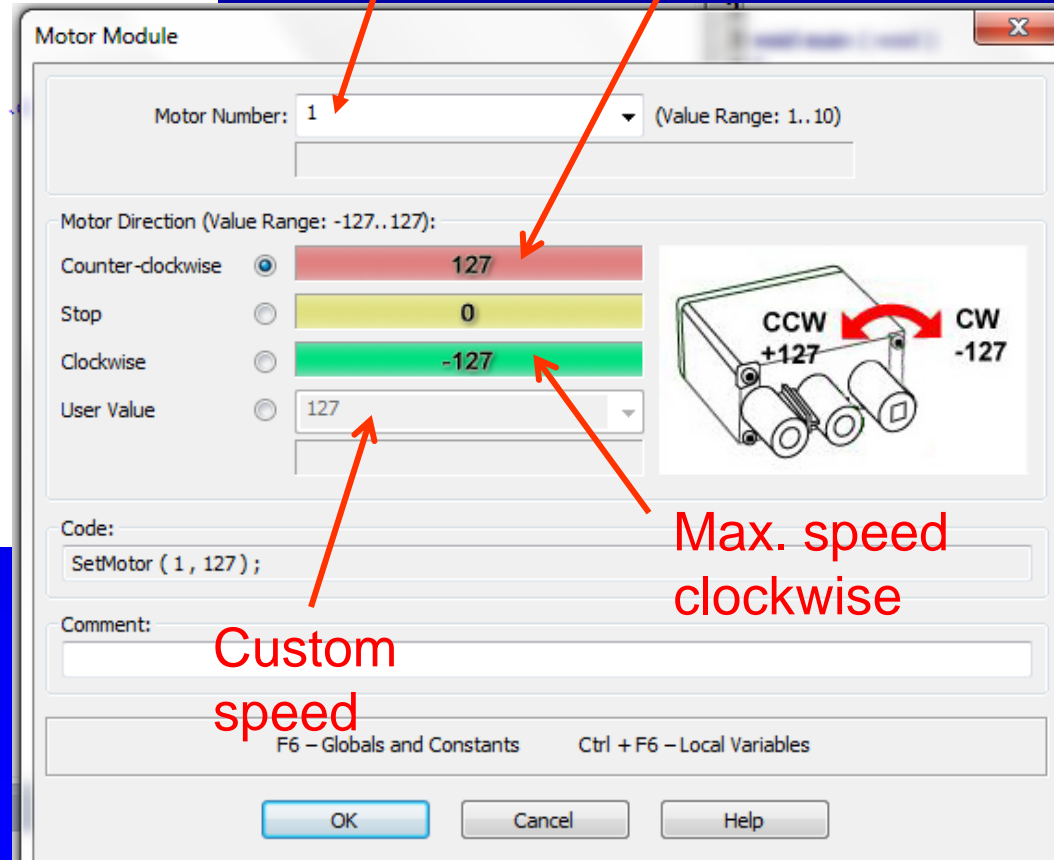 Motor Module
Motor Number: 1 (Value Range: 1..10)
Motor Direction (Value Range: -127..127):
Counter-clockwise 127
Stop 0
Clockwise -127
User Value 127
CCW
+127
CW
-127
Code:
SetMotor ( 1 , 127 ) ;
Max. speed
clockwise
Comment:
Custom
speed
F6 – Globals and Constants Ctrl + F6 – Local Variables
OK Cancel Help